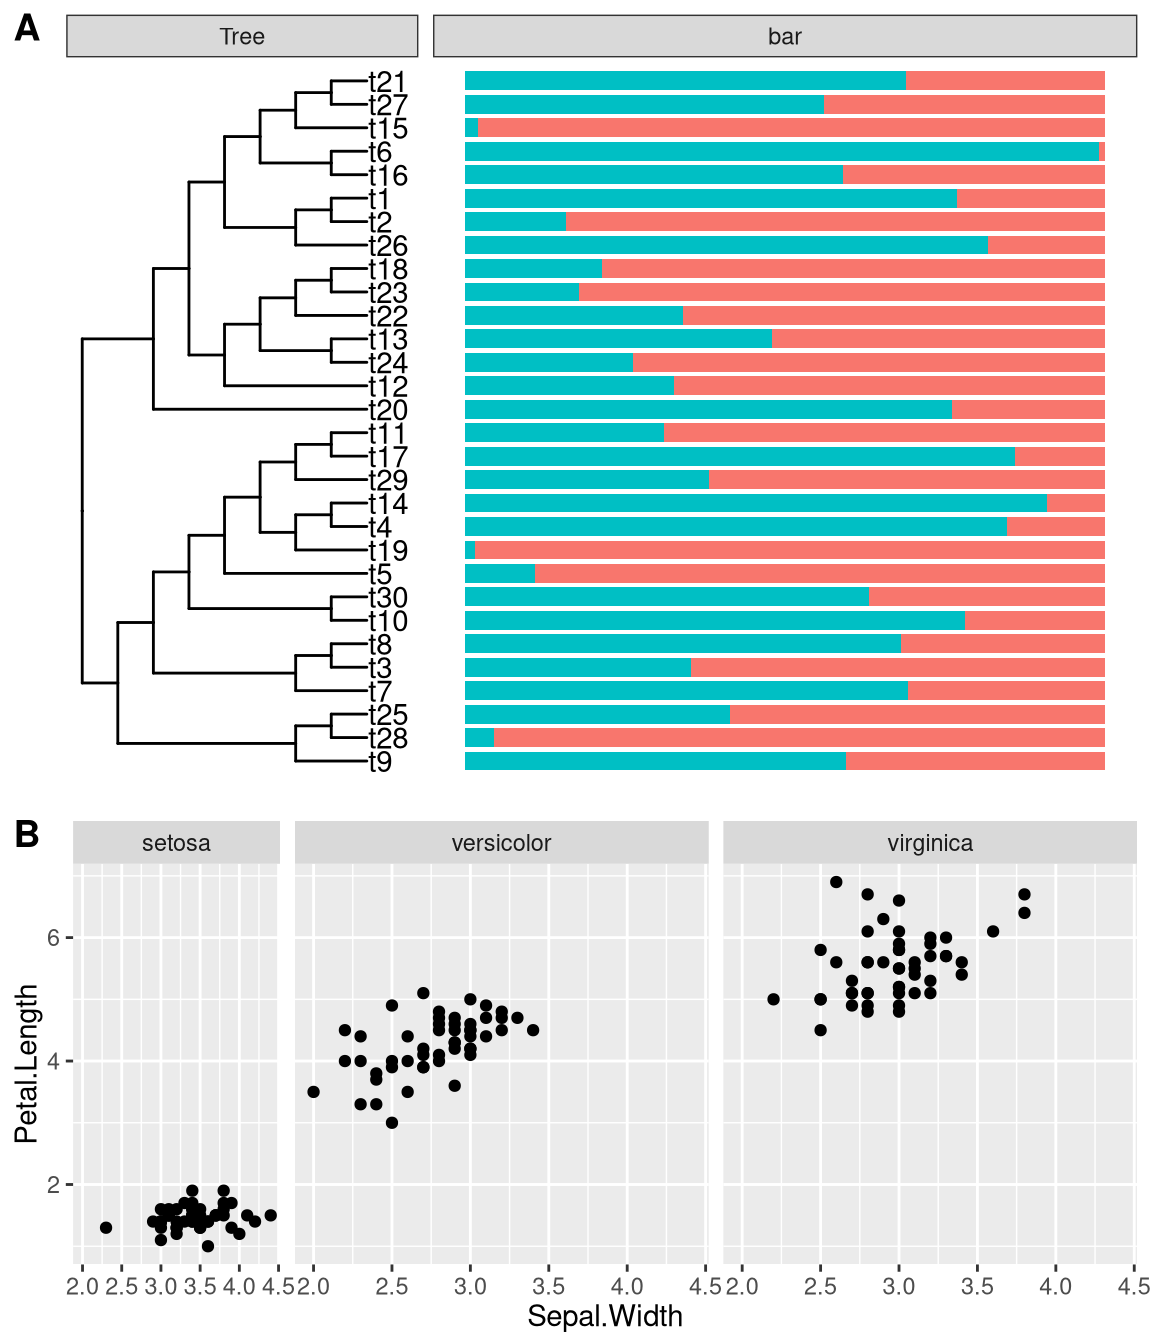 A
Tree bar
t21
t27
t15
t6
t16
t1
t2
t26
t18
t23
t22
t13
t24
t12
t20
t11
t17
t29
t14
t4
t19
t5
t30
t10
t8
t3
t7
t25
t28
t9
B
setosa versicolor virginica
6
4
2
Petal.Length
2.0 2.5 3.0 3.5 4.0 4.5 2.0 2.5 3.0 3.5 4.0 4.5 2.0 2.5 3.0 3.5 4.0 4.5
Sepal.Width